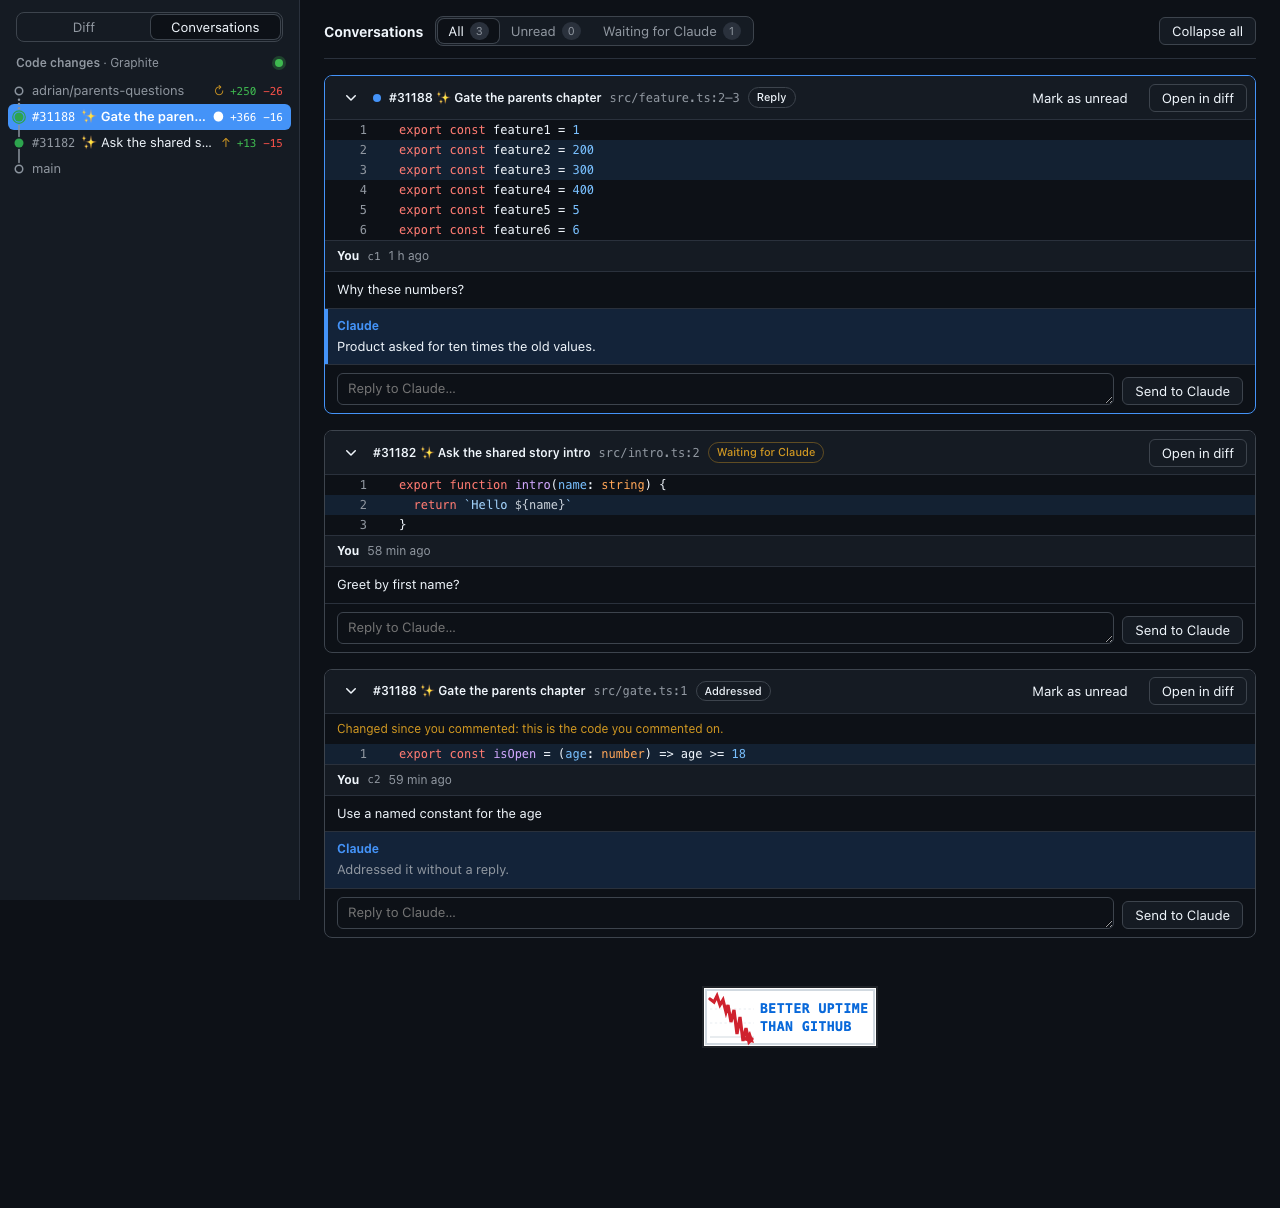 Diff
Conversations
Code changes · Graphite
adrian/parents-questions +250 −26
#31188 ✨ Gate the paren... +366 −16
#31182 ✨ Ask the shared s... ↑ +13 −15
main
Conversations
All 3
Unread 0
Waiting for Claude 1
Collapse all
#31188 ✨ Gate the parents chapter src/feature.ts:2–3 Reply
Mark as unread
Open in diff
1 export const feature1 = 1
2 export const feature2 = 200
3 export const feature3 = 300
4 export const feature4 = 400
5 export const feature5 = 5
6 export const feature6 = 6
You c1 1 h ago
Why these numbers?
Claude
Product asked for ten times the old values.
Reply to Claude…
Send to Claude
#31182 ✨ Ask the shared story intro src/intro.ts:2 Waiting for Claude
Open in diff
1 export function intro(name: string) {
2 return `Hello ${name}`
3 }
You 58 min ago
Greet by first name?
Reply to Claude…
Send to Claude
#31188 ✨ Gate the parents chapter src/gate.ts:1 Addressed
Mark as unread
Open in diff
Changed since you commented: this is the code you commented on.
1 export const isOpen = (age: number) => age >= 18
You c2 59 min ago
Use a named constant for the age
Claude
Addressed it without a reply.
Reply to Claude…
Send to Claude
BETTER UPTIME
THAN GITHUB